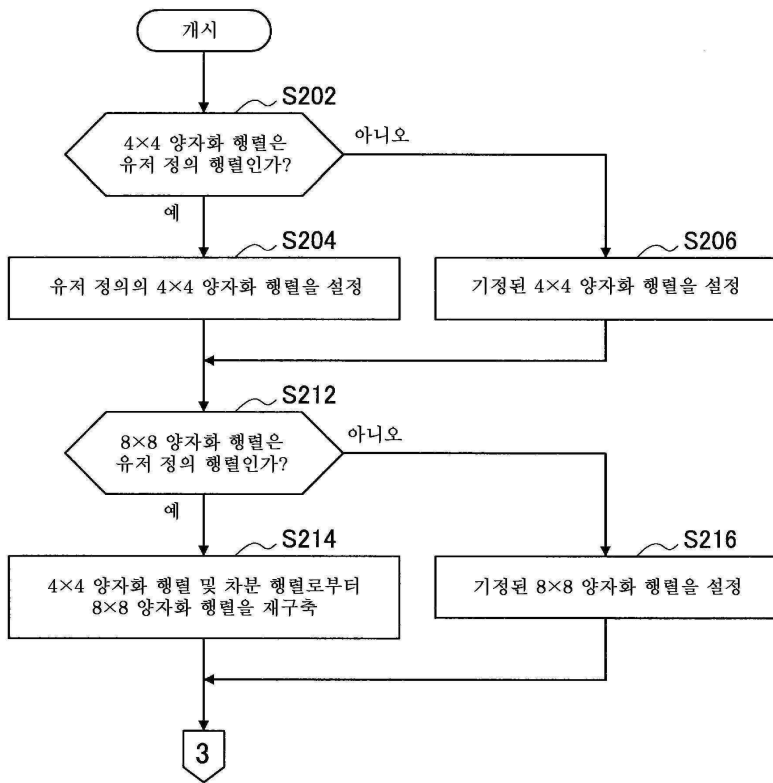 개시
S202
4×4 양자화 행렬은
유저 정의 행렬인가?
아니오
예
S204
유저 정의의 4×4 양자화 행렬을 설정
S206
기정된 4×4 양자화 행렬을 설정
S212
8×8 양자화 행렬은
유저 정의 행렬인가?
아니오
예
S214
4×4 양자화 행렬 및 차분 행렬로부터
8×8 양자화 행렬을 재구축
S216
기정된 8×8 양자화 행렬을 설정
3